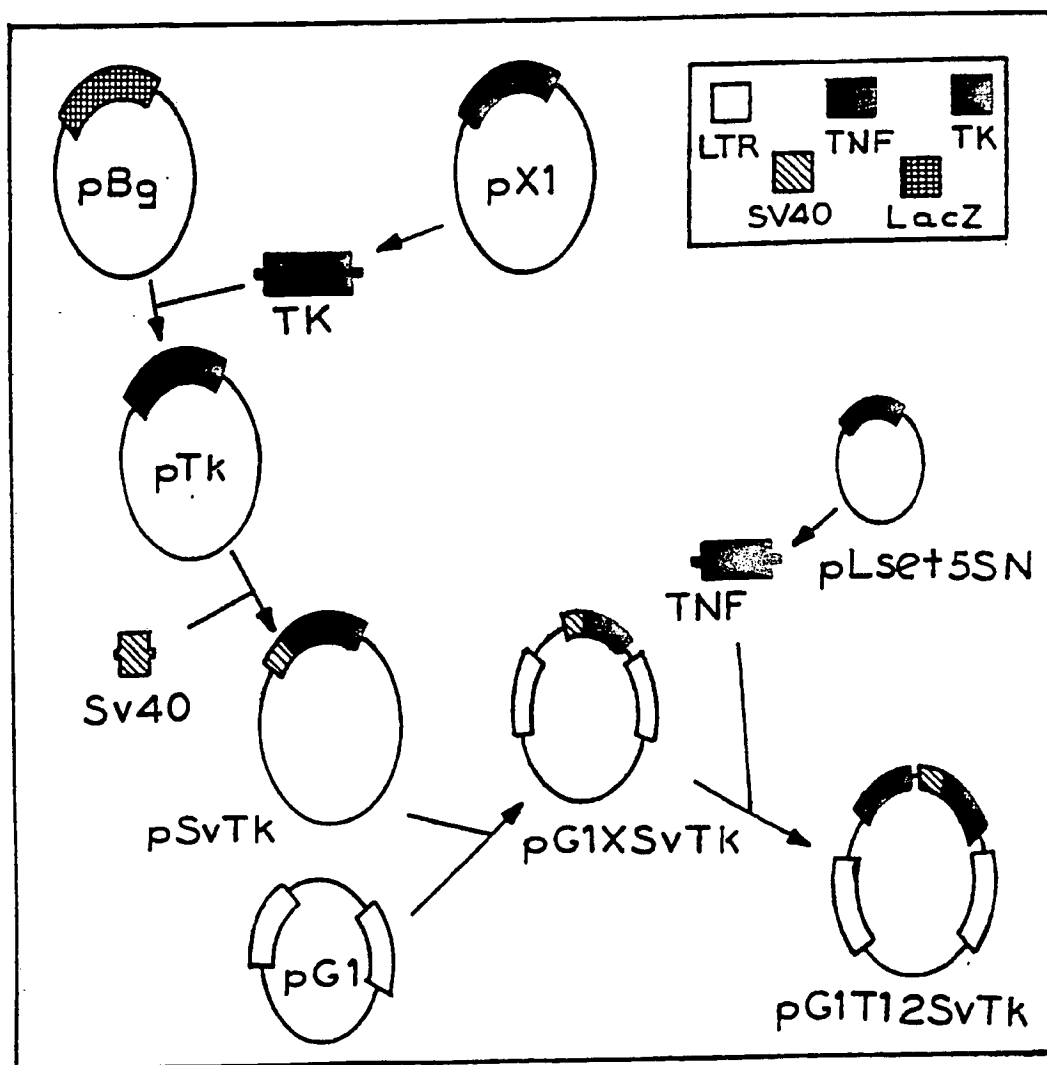 pBg
pX1
LTR
TNF
TK
SV40
LacZ
TK
pTk
pLset5SN
TNF
Sv40
pSvTk
pG1XSvTk
pG1
pG1T12SvTk